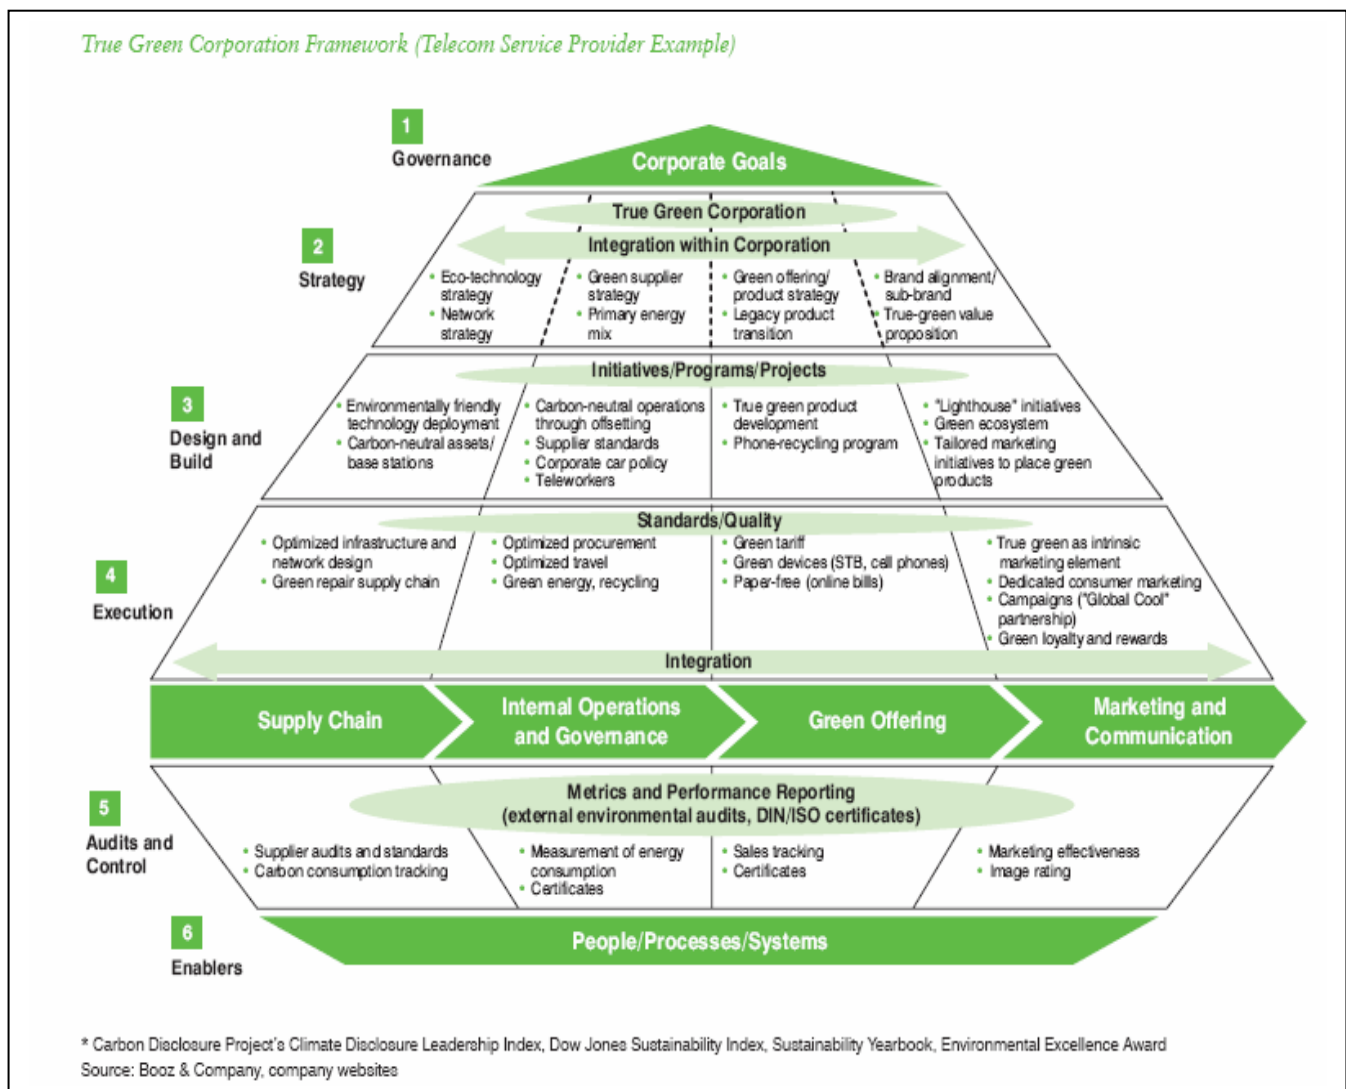 True Green Corporation Framework (Telecom Service Provider Example)
1
Governance
Corporate Goals
2
Strategy
True Green Corporation
Integration within Corporation
• Eco-technology
strategy
• Network
strategy
• Green supplier
strategy
• Primary energy
mix
• Green offering/
product strategy
• Legacy product
transition
• Brand alignment/
sub-brand
• True-green value
proposition
3
Design and
Build
Initiatives/Programs/Projects
• Environmentally friendly
technology deployment
• Carbon-neutral assets/
base stations
• Carbon-neutral operations
through offsetting
• Supplier standards
• Corporate car policy
• Teleworkers
• True green product
development
• Phone-recycling program
• "Lighthouse" initiatives
• Green ecosystem
• Tailored marketing
initiatives to place green
products
4
Execution
Standards/Quality
• Optimized infrastructure and
network design
• Green repair supply chain
• Optimized procurement
• Optimized travel
• Green energy, recycling
• Green tariff
• Green devices (STB, cell phones)
• Paper-free (online bills)
• True green as intrinsic
marketing element
• Dedicated consumer marketing
• Campaigns ("Global Cool"
partnership)
• Green loyalty and rewards
Integration
Supply Chain
Internal Operations
and Governance
Green Offering
Marketing and
Communication
5
Audits and
Control
Metrics and Performance Reporting
(external environmental audits, DIN/ISO certificates)
• Supplier audits and standards
• Carbon consumption tracking
• Measurement of energy
consumption
• Certificates
• Sales tracking
• Certificates
• Marketing effectiveness
• Image rating
6
Enablers
People/Processes/Systems
* Carbon Disclosure Project's Climate Disclosure Leadership Index, Dow Jones Sustainability Index, Sustainability Yearbook, Environmental Excellence Award
Source: Booz & Company, company websites